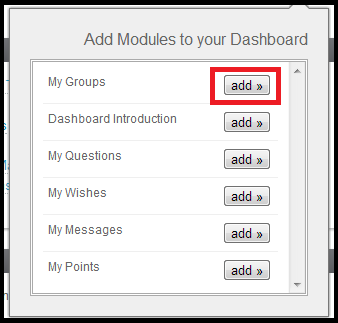 Add Modules to your Dashboard
My Groups add »
Dashboard Introduction add »
My Questions add »
My Wishes add »
My Messages add »
My Points add »